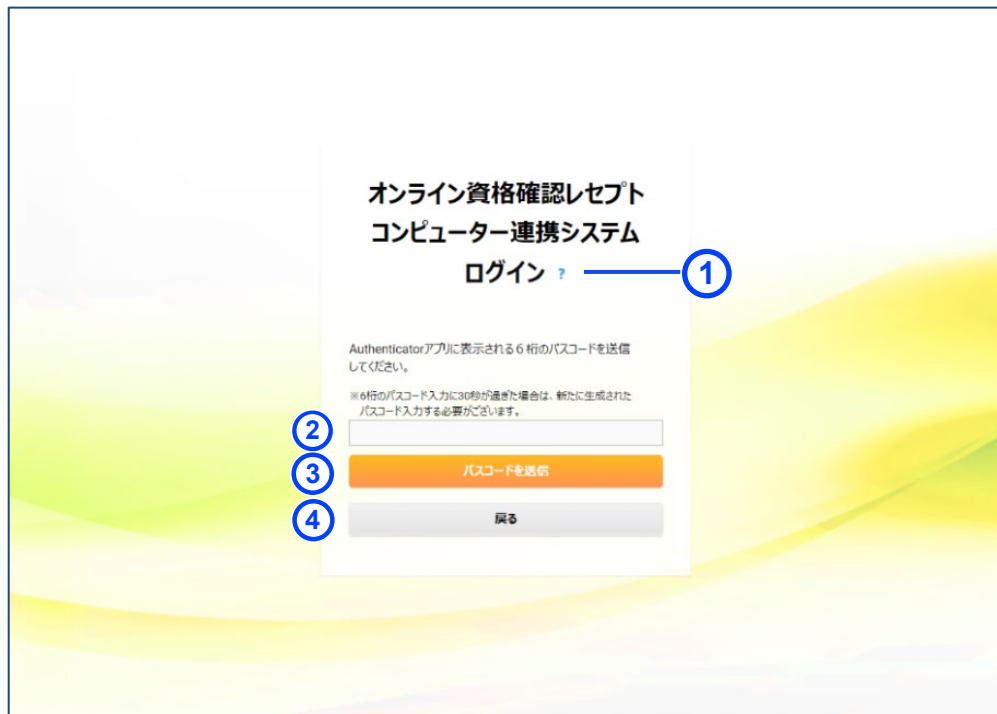 オンライン資格確認レセプト
コンピューター連携システム
ログイン ?
1
Authenticatorアプリに表示される6桁のパスコードを送信
してください。
※6桁のパスコード入力に30秒が過ぎた場合は、新たに生成された
パスコード入力する必要がございます。
2
3 パスコードを送信
4 戻る